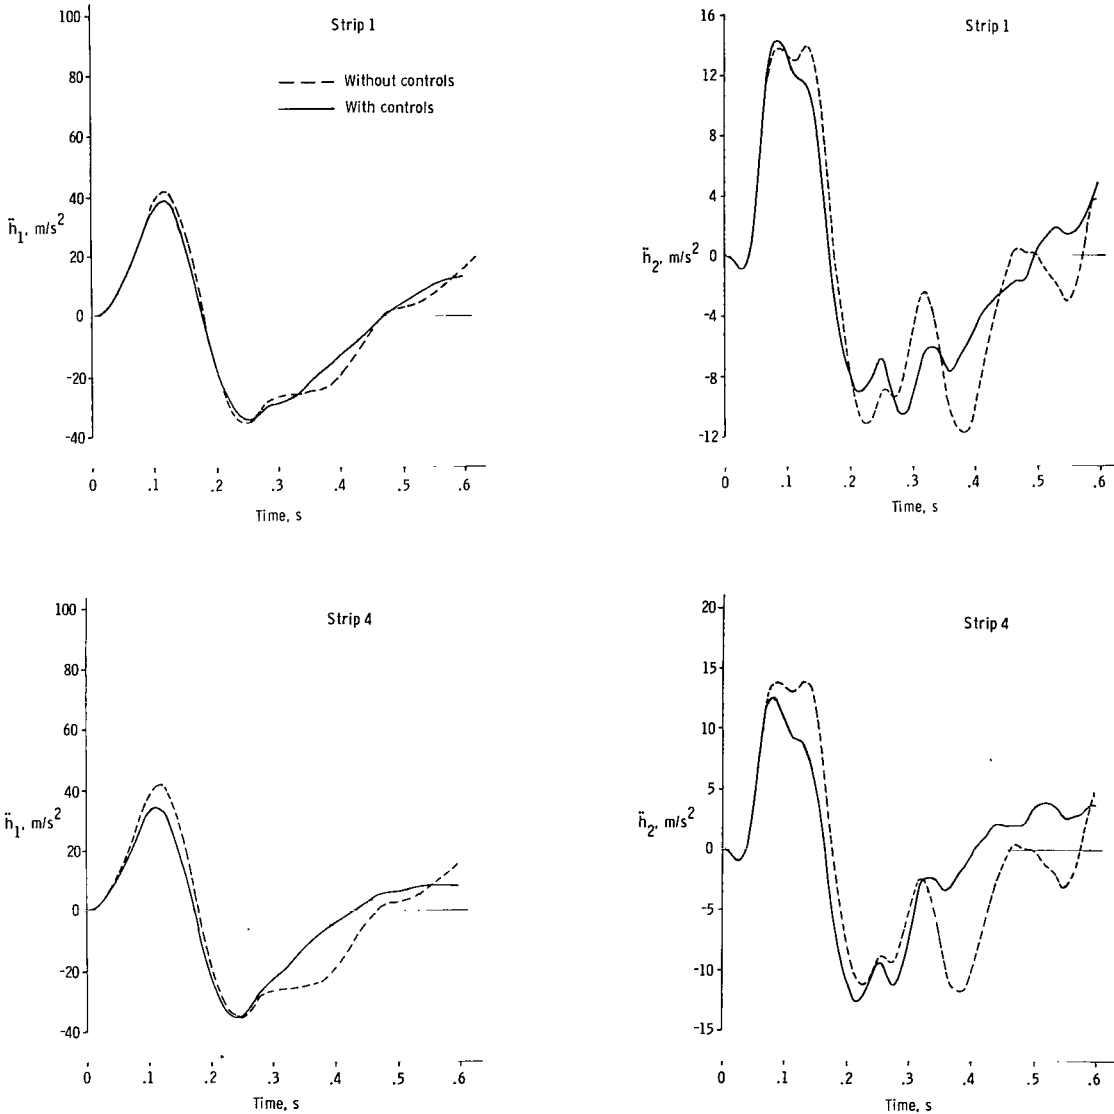 Strip 1
Without controls
With controls
100
80
60
40
20
0
-20
-40
ḧ1, m/s2
0 .1 .2 .3 .4 .5 .6
Time, s
Strip 1
16
12
8
4
0
-4
-8
-12
ḧ2, m/s2
0 .1 .2 .3 .4 .5 .6
Time, s
Strip 4
100
80
60
40
20
0
-20
-40
ḧ1, m/s2
0 .1 .2 .3 .4 .5 .6
Time, s
Strip 4
20
15
10
5
0
-5
-10
-15
ḧ2, m/s2
0 .1 .2 .3 .4 .5 .6
Time, s